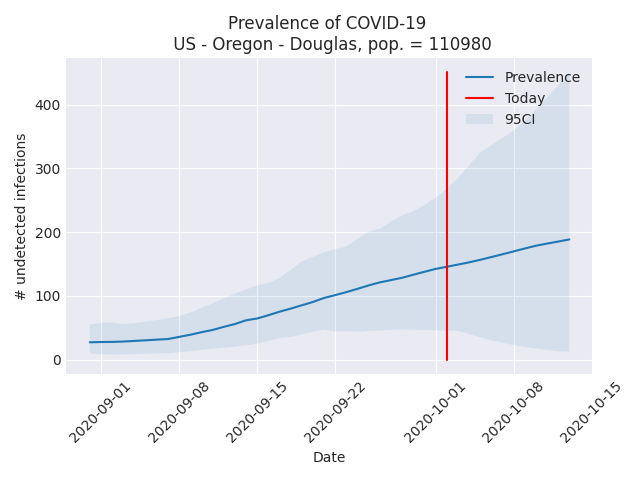 Prevalence of COVID-19
US - Oregon - Douglas, pop. = 110980
Prevalence
Today
95CI
400
300
200
100
0
# undetected infections
2020-09-01
2020-09-08
2020-09-15
2020-09-22
2020-10-01
2020-10-08
2020-10-15
Date